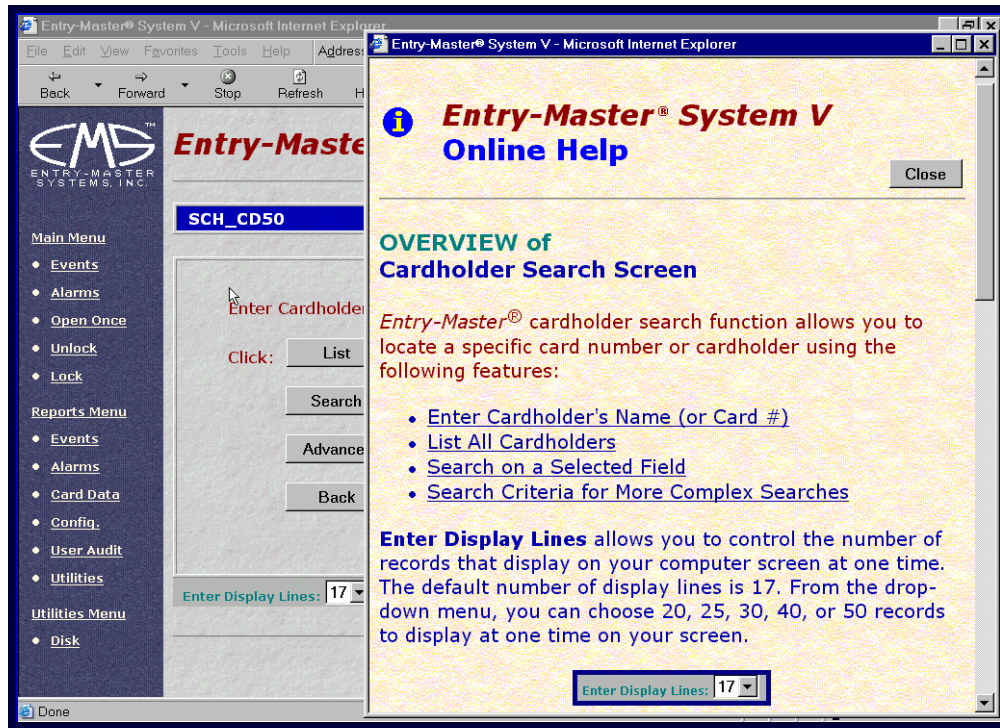 Entry-Master® System V - Microsoft Internet Explorer
File Edit View Favorites Tools Help Address
Back Forward Stop Refresh H
EMS™
ENTRY-MASTER
SYSTEMS, INC.
Main Menu
Events
Alarms
Open Once
Unlock
Lock
Reports Menu
Events
Alarms
Card Data
Config.
User Audit
Utilities
Utilities Menu
Disk
Entry-Maste
SCH_CD50
Enter Cardholder
Click: List
Search
Advance
Back
Enter Display Lines: 17
Done
Entry-Master® System V - Microsoft Internet Explorer
Entry-Master® System V
Online Help
Close
OVERVIEW of
Cardholder Search Screen
Entry-Master® cardholder search function allows you to
locate a specific card number or cardholder using the
following features:
Enter Cardholder's Name (or Card #)
List All Cardholders
Search on a Selected Field
Search Criteria for More Complex Searches
Enter Display Lines allows you to control the number of
records that display on your computer screen at one time.
The default number of display lines is 17. From the drop-
down menu, you can choose 20, 25, 30, 40, or 50 records
to display at one time on your screen.
Enter Display Lines: 17